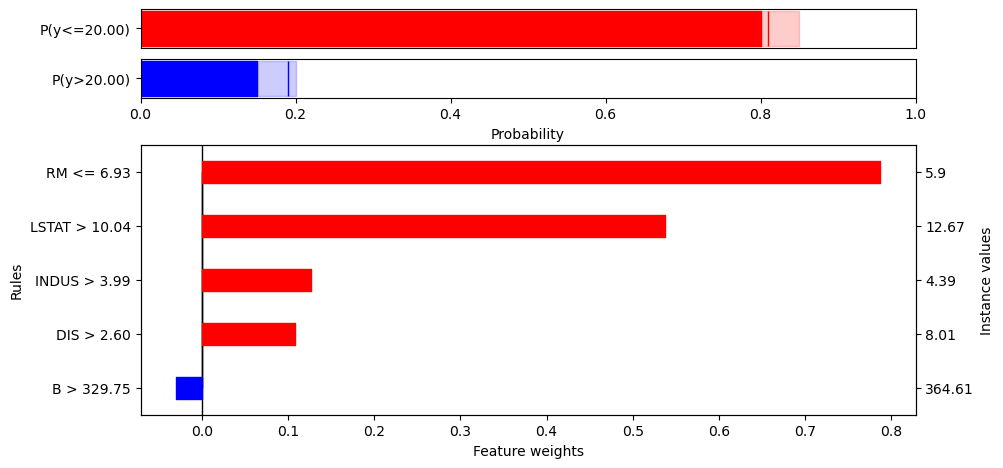 P(y<=20.00))
P(y>20.00)
0.0 0.2 0.4 0.6 0.8 1.0
Probability
RM <= 6.93 5.9
LSTAT > 10.04 12.67
INDUS > 3.99 4.39
DIS > 2.60 8.01
B > 329.75 364.61
Rules
Instance values
0.0 0.1 0.2 0.3 0.4 0.5 0.6 0.7 0.8
Feature weights